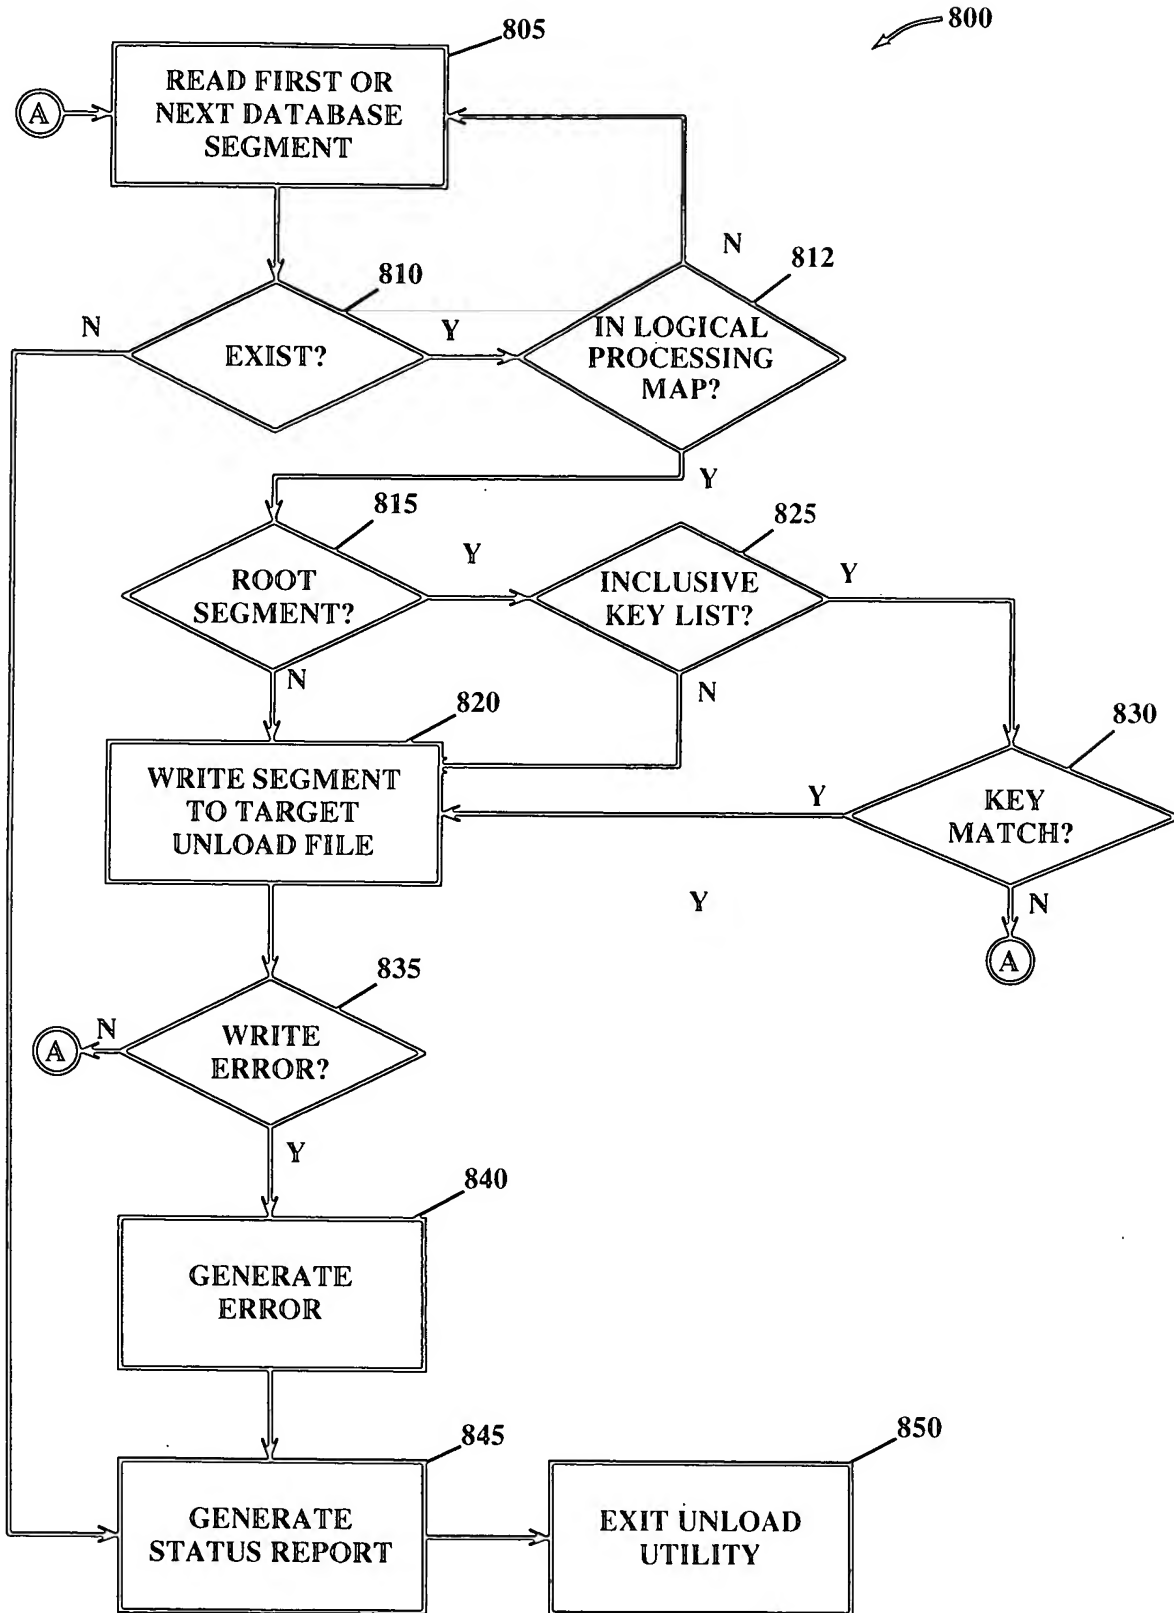 800
805
READ FIRST OR
NEXT DATABASE
SEGMENT
A
N
810
EXIST?
Y
N
812
IN LOGICAL
PROCESSING
MAP?
Y
815
ROOT
SEGMENT?
Y
825
INCLUSIVE
KEY LIST?
Y
N
N
820
WRITE SEGMENT
TO TARGET
UNLOAD FILE
830
KEY
MATCH?
Y
Y
N
A
835
WRITE
ERROR?
N
A
Y
840
GENERATE
ERROR
845
GENERATE
STATUS REPORT
850
EXIT UNLOAD
UTILITY